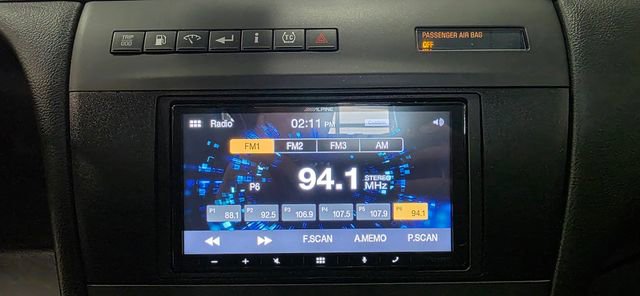 TRIP
ODO
i
TC
PASSENGER AIR BAG
OFF
ALPINE
Radio 02:11 PM
FM1 FM2 FM3 AM
P6 94.1 STEREO
MHz
P1 P2 P3 P4 P5 P6
88.1 92.5 106.9 107.5 107.9 94.1
F.SCAN A.MEMO P.SCAN